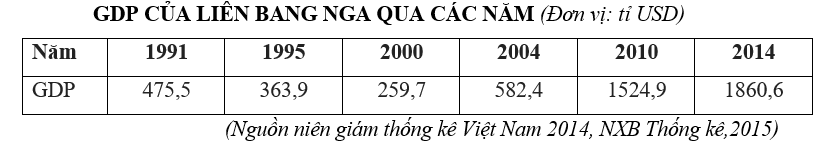 GDP CỦA LIÊN BANG NGA QUA CÁC NĂM (Đơn vị: tỉ USD)
Năm 1991 1995 2000 2004 2010 2014
GDP 475,5 363,9 259,7 582,4 1524,9 1860,6
(Nguồn niên giám thống kê Việt Nam 2014, NXB Thống kê,2015)